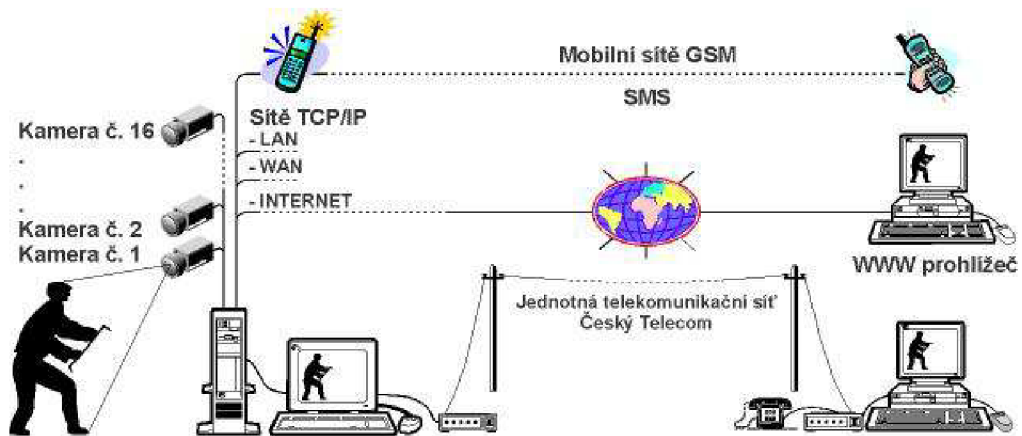 Mobilní sítě GSM
SMS
Sítě TCP/IP
- LAN
- WAN
- INTERNET
Kamera č. 16
.
.
.
Kamera č. 2
Kamera č. 1
WWW prohlížeč
Jednotná telekomunikační síť
Český Telecom